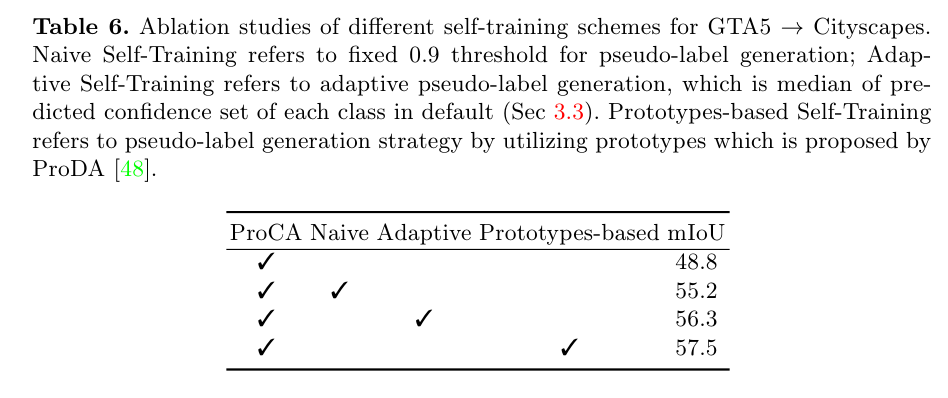 Table 6. Ablation studies of different self-training schemes for GTA5 → Cityscapes.
Naive Self-Training refers to fixed 0.9 threshold for pseudo-label generation; Adap-
tive Self-Training refers to adaptive pseudo-label generation, which is median of pre-
dicted confidence set of each class in default (Sec 3.3). Prototypes-based Self-Training
refers to pseudo-label generation strategy by utilizing prototypes which is proposed by
ProDA [48].
ProCA Naive Adaptive Prototypes-based mIoU
✓ 48.8
✓ ✓ 55.2
✓ ✓ 56.3
✓ ✓ 57.5